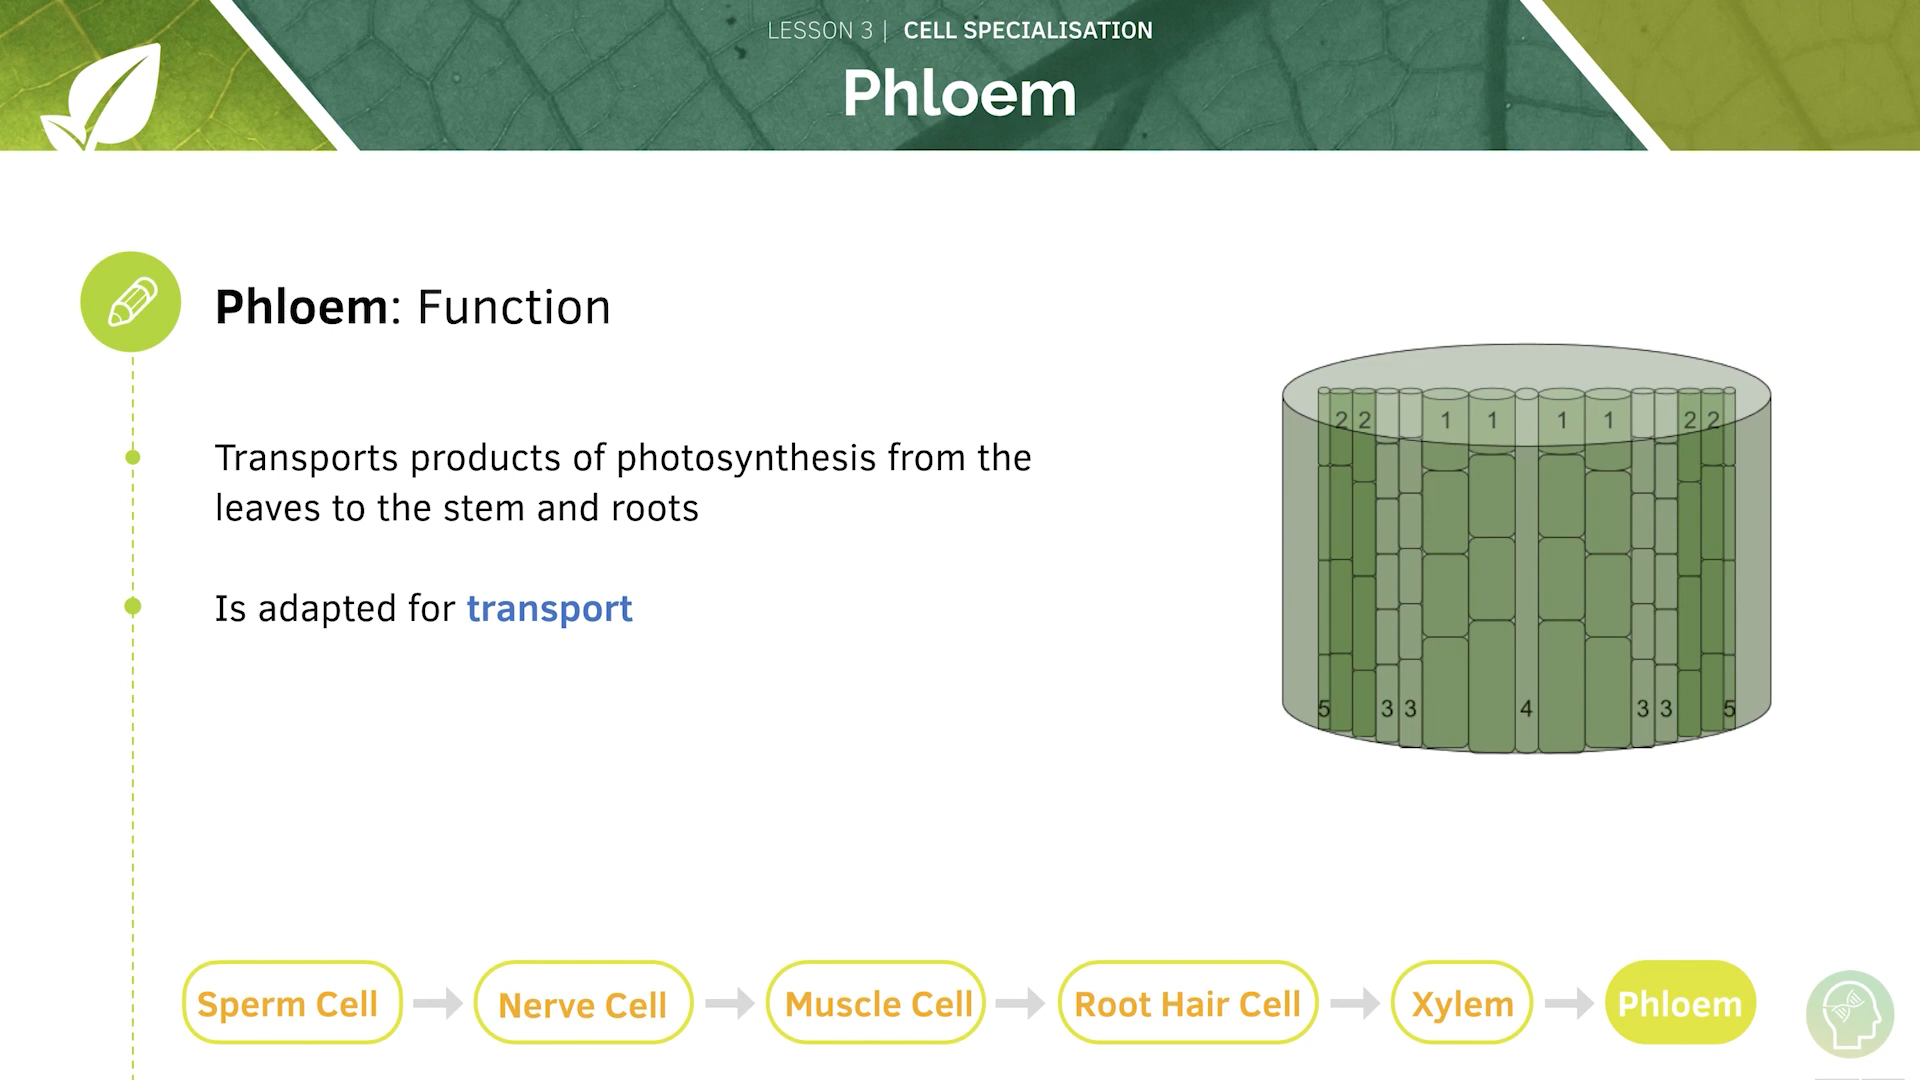 LESSON 3 | CELL SPECIALISATION
Phloem
Phloem: Function
Transports products of photosynthesis from the
leaves to the stem and roots
Is adapted for transport
2 2 1 1 1 1 2 2
5 3 3 4 3 3 5
Sperm Cell
Nerve Cell
Muscle Cell
Root Hair Cell
Xylem
Phloem